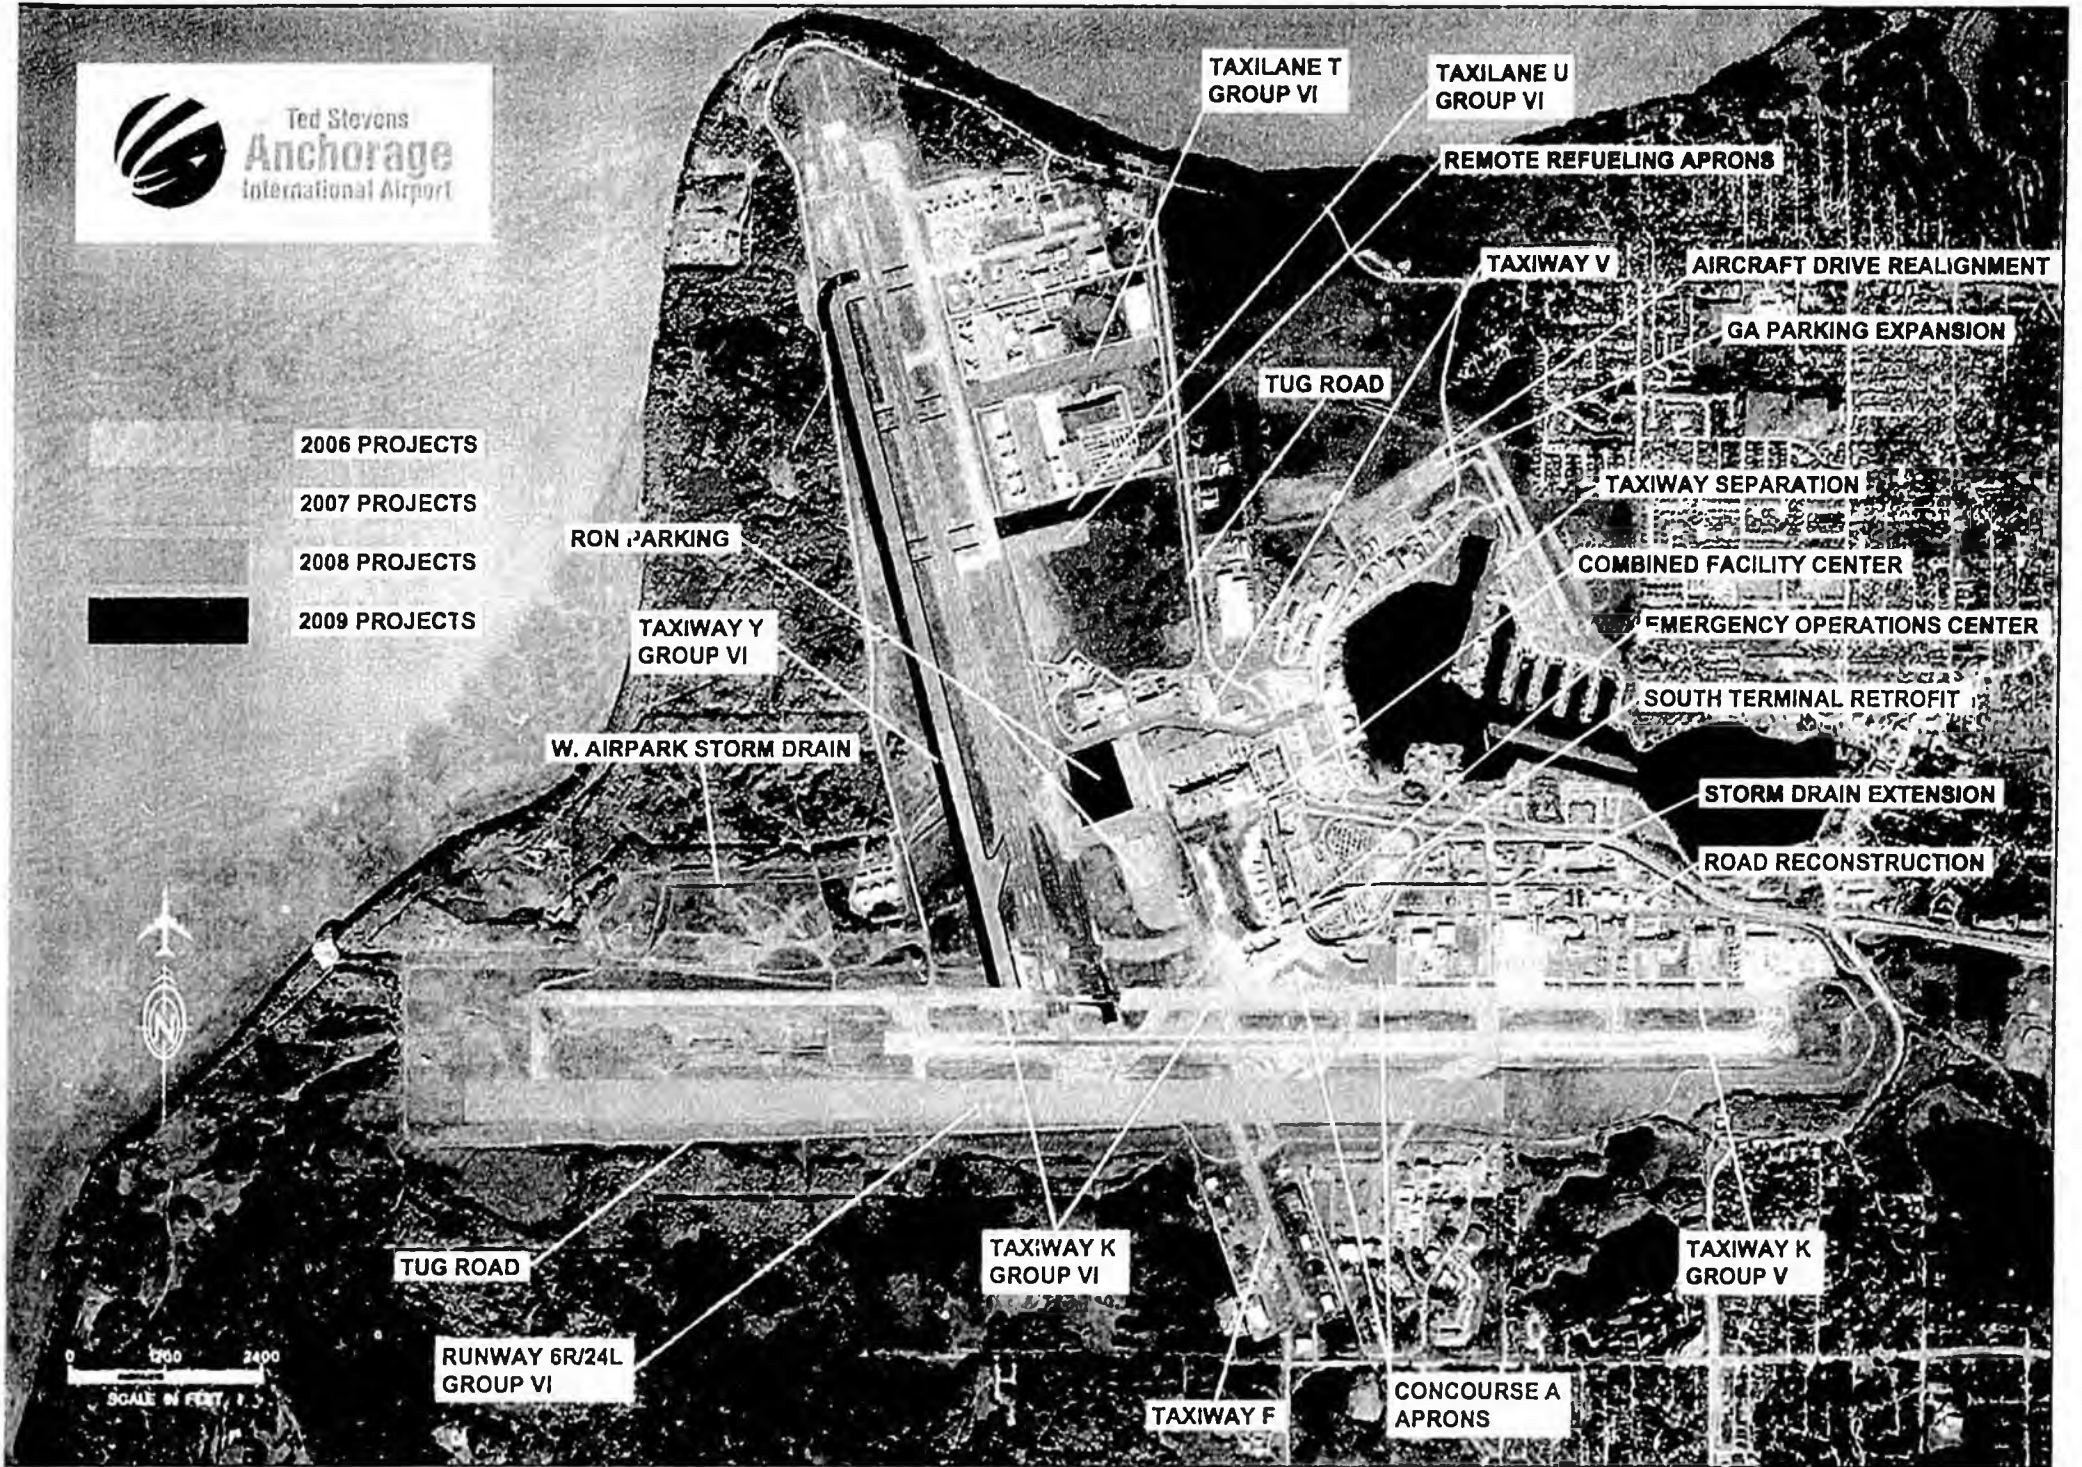 Ted Stevens
Anchorage
International Airport
TAXILANE T
GROUP VI
TAXILANE U
GROUP VI
REMOTE REFUELING APRONS
TAXIWAY V
AIRCRAFT DRIVE REALIGNMENT
GA PARKING EXPANSION
TUG ROAD
2006 PROJECTS
2007 PROJECTS
2008 PROJECTS
2009 PROJECTS
TAXIWAY SEPARATION
RON PARKING
COMBINED FACILITY CENTER
TAXIWAY Y
GROUP VI
EMERGENCY OPERATIONS CENTER
SOUTH TERMINAL RETROFIT
W. AIRPARK STORM DRAIN
STORM DRAIN EXTENSION
ROAD RECONSTRUCTION
N
TUG ROAD
TAXIWAY K
GROUP VI
TAXIWAY K
GROUP V
0 1200 2400
SCALE IN FEET
RUNWAY 6R/24L
GROUP VI
TAXIWAY F
CONCOURSE A
APRONS